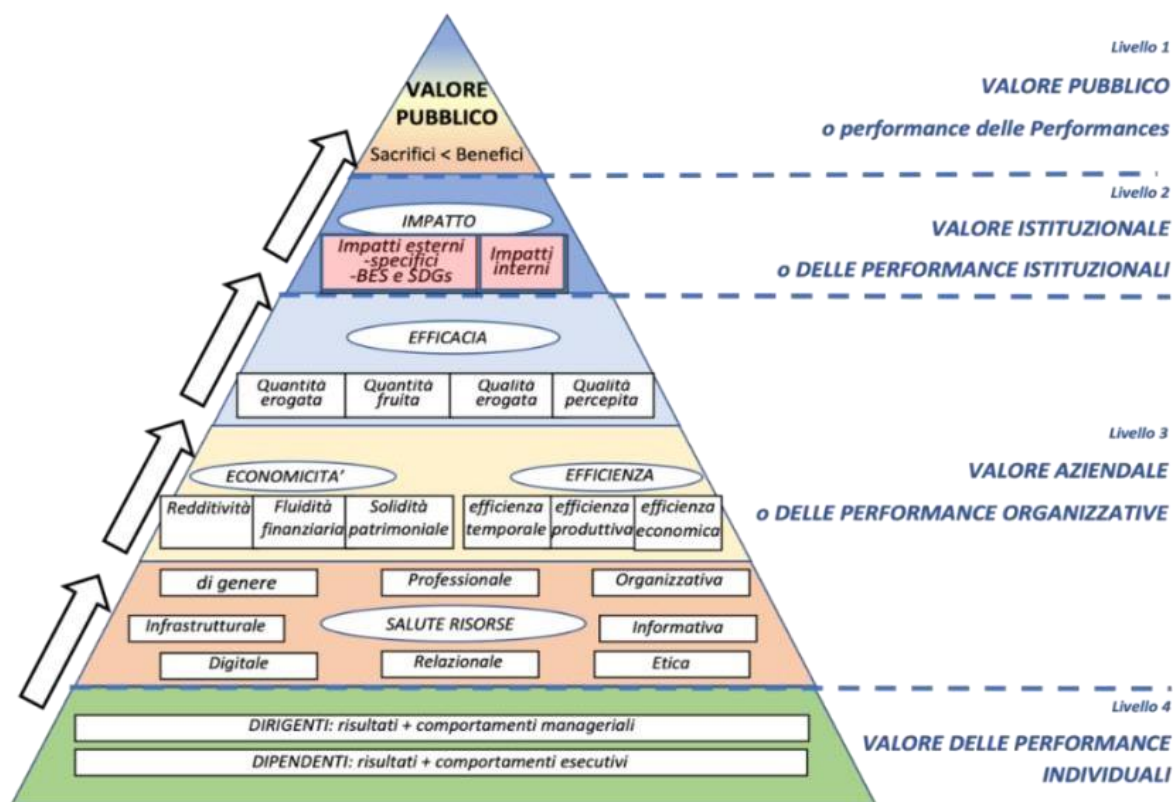 Livello 1
VALORE PUBBLICO
o performance delle Performances
VALORE
PUBBLICO
Sacrifici < Benefici
Livello 2
VALORE ISTITUZIONALE
o DELLE PERFORMANCE ISTITUZIONALI
IMPATTO
Impatti esterni
-specifici
-BES e SDGs
Impatti
interni
EFFICACIA
Quantità
erogata
Quantità
fruita
Qualità
erogata
Qualità
percepita
Livello 3
VALORE AZIENDALE
o DELLE PERFORMANCE ORGANIZZATIVE
ECONOMICITA'
EFFICIENZA
Redditività
Fluidità
finanziaria
Solidità
patrimoniale
efficienza
temporale
efficienza
produttiva
efficienza
economica
di genere
Professionale
Organizzativa
Infrastrutturale
SALUTE RISORSE
Informativa
Digitale
Relazionale
Etica
Livello 4
VALORE DELLE PERFORMANCE
INDIVIDUALI
DIRIGENTI: risultati + comportamenti manageriali
DIPENDENTI: risultati + comportamenti esecutivi